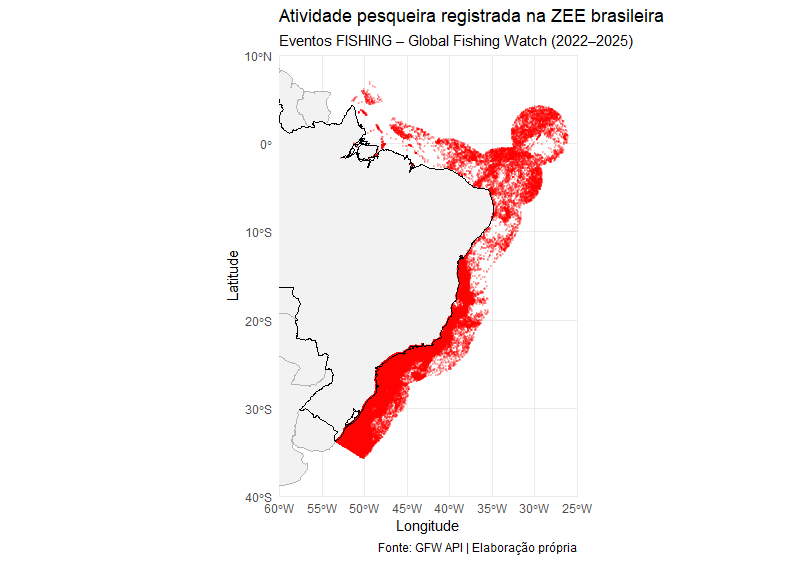 Atividade pesqueira registrada na ZEE brasileira
Eventos FISHING – Global Fishing Watch (2022–2025)
10°N
0°
10°S
20°S
30°S
40°S
Latitude
60°W 55°W 50°W 45°W 40°W 35°W 30°W 25°W
Longitude
Fonte: GFW API | Elaboração própria